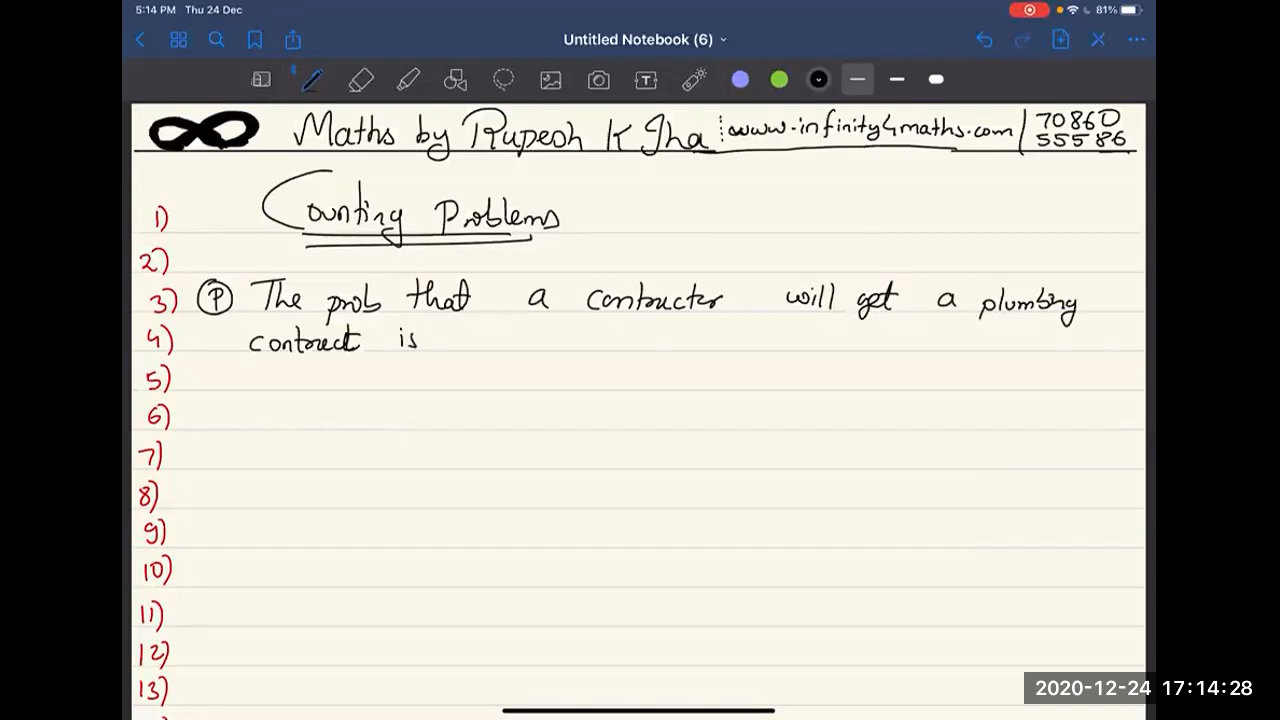 5:14 PM Thu 24 Dec
81%
Untitled Notebook (6)
Maths by Rupesh K Jha www.infinity4maths.com 70860 55586
1) Counting Problems
2)
3) P The prob that a contructer will get a plumbing
4) contract is
5)
6)
7)
8)
9)
10)
11)
12)
13)
2020-12-24 17:14:28